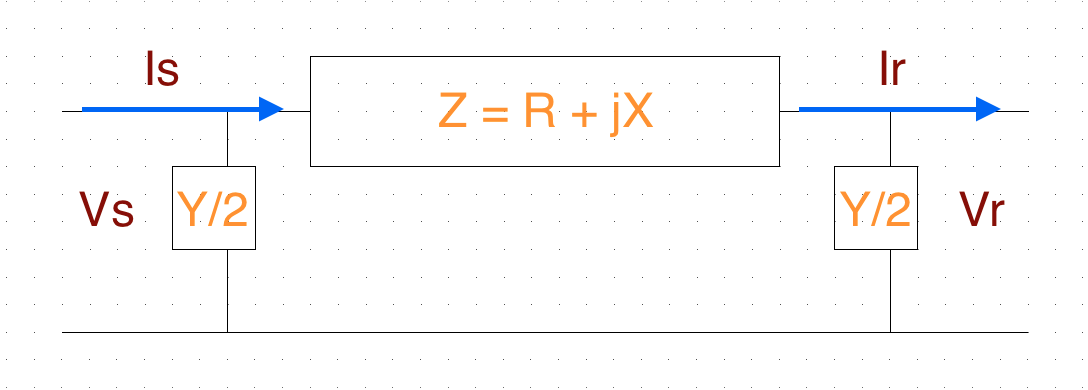 Is
Ir
Z = R + jX
Vs
Y/2
Y/2
Vr